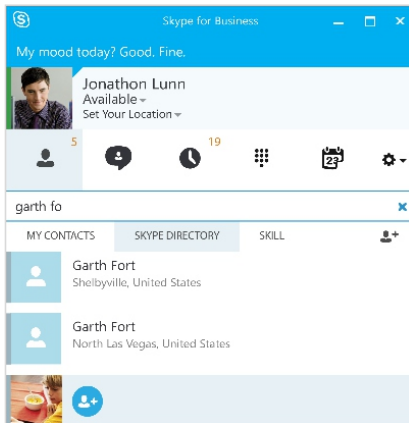 Skype for Business
My mood today? Good. Fine.
Jonathon Lunn
Available
Set Your Location
5
19
23
garth fo
MY CONTACTS SKYPE DIRECTORY SKILL
Garth Fort
Shelbyville, United States
Garth Fort
North Las Vegas, United States